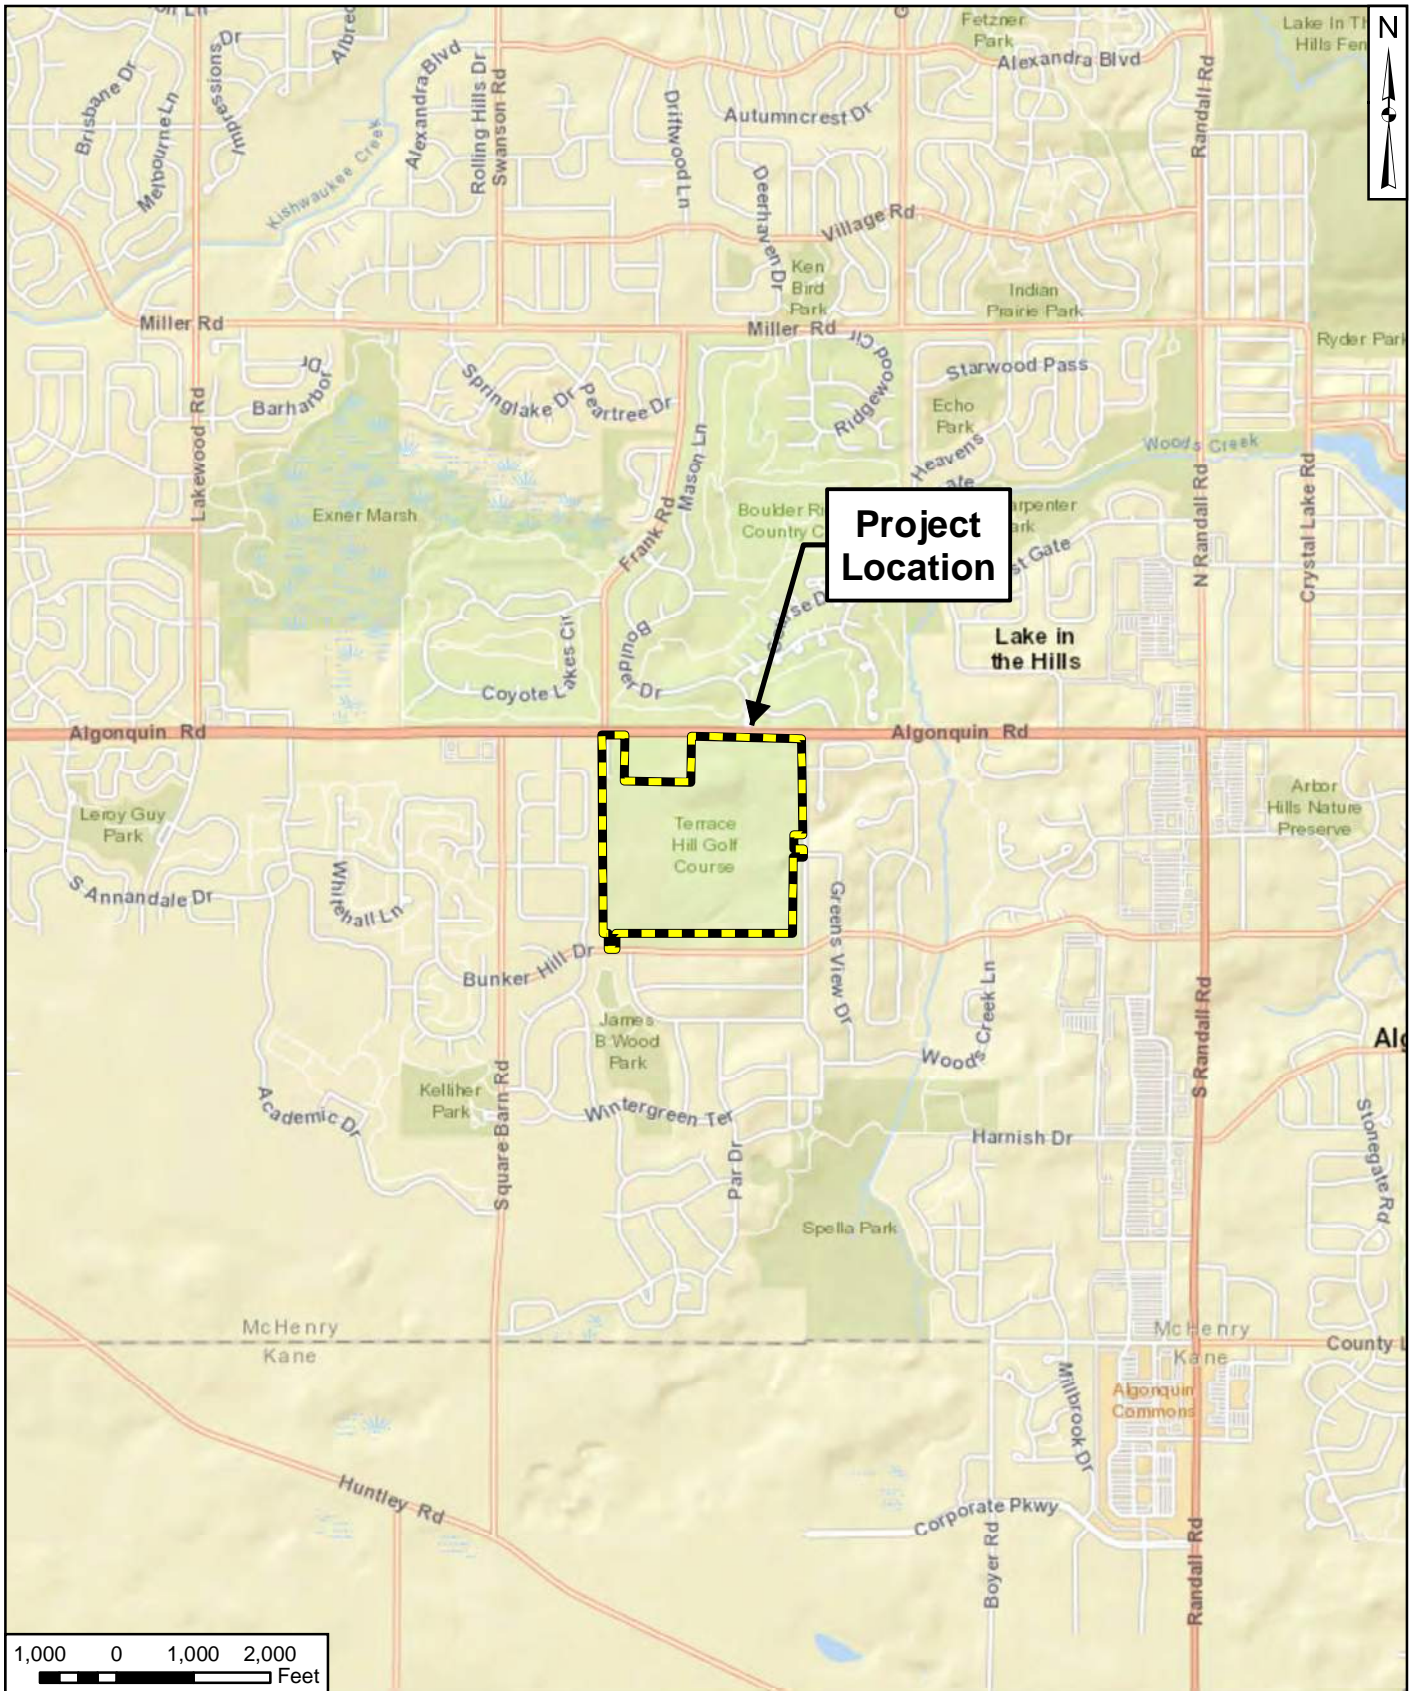 Dr
Fetzner
Park
Lake In Th
Hills Fen
N
Alexandra Blvd
Brisbane Dr
Melbourne Ln
Impressions
Albrec
Alexandra Blvd
Rolling Hills Dr
Swanson Rd
Driftwood Ln
Autumncrest Dr
Randall Rd
Kishwaukee Creek
Deerhaven Dr
Village Rd
Ken
Bird
Park
Indian
Prairie Park
Miller Rd
Miller Rd
Ryder Park
Ridgewood Cir
Starwood Pass
Barharbor
Dr
Springlake Dr
Peartree Dr
Echo
Park
Lakewood Rd
Mason Ln
Heavens
Woods Creek
N Randall Rd
Crystal Lake Rd
Exner Marsh
Boulder Ri
Country C
Project
Location
arpenter
ark
st Gate
Frank Rd
Boulder Dr
Lake in
the Hills
Coyote Lakes Cir
Algonquin Rd
Algonquin Rd
Leroy Guy
Park
Terrace
Hill Golf
Course
Arbor
Hills Nature
Preserve
S Annandale Dr
Whitehall Ln
Greens View Dr
Bunker Hill Dr
James
B Wood
Park
Woods Creek Ln
S Randall Rd
Alg
Kelliher
Park
Academic Dr
Square Barn Rd
Wintergreen Ter
Par Dr
Harnish Dr
Stonegate Rd
Spella Park
McHenry
Kane
McHenry
Kane
County L
Millbrook Dr
Algonquin
Commons
Huntley Rd
Corporate Pkwy
Boyer Rd
Randall Rd
1,000 0 1,000 2,000
Feet